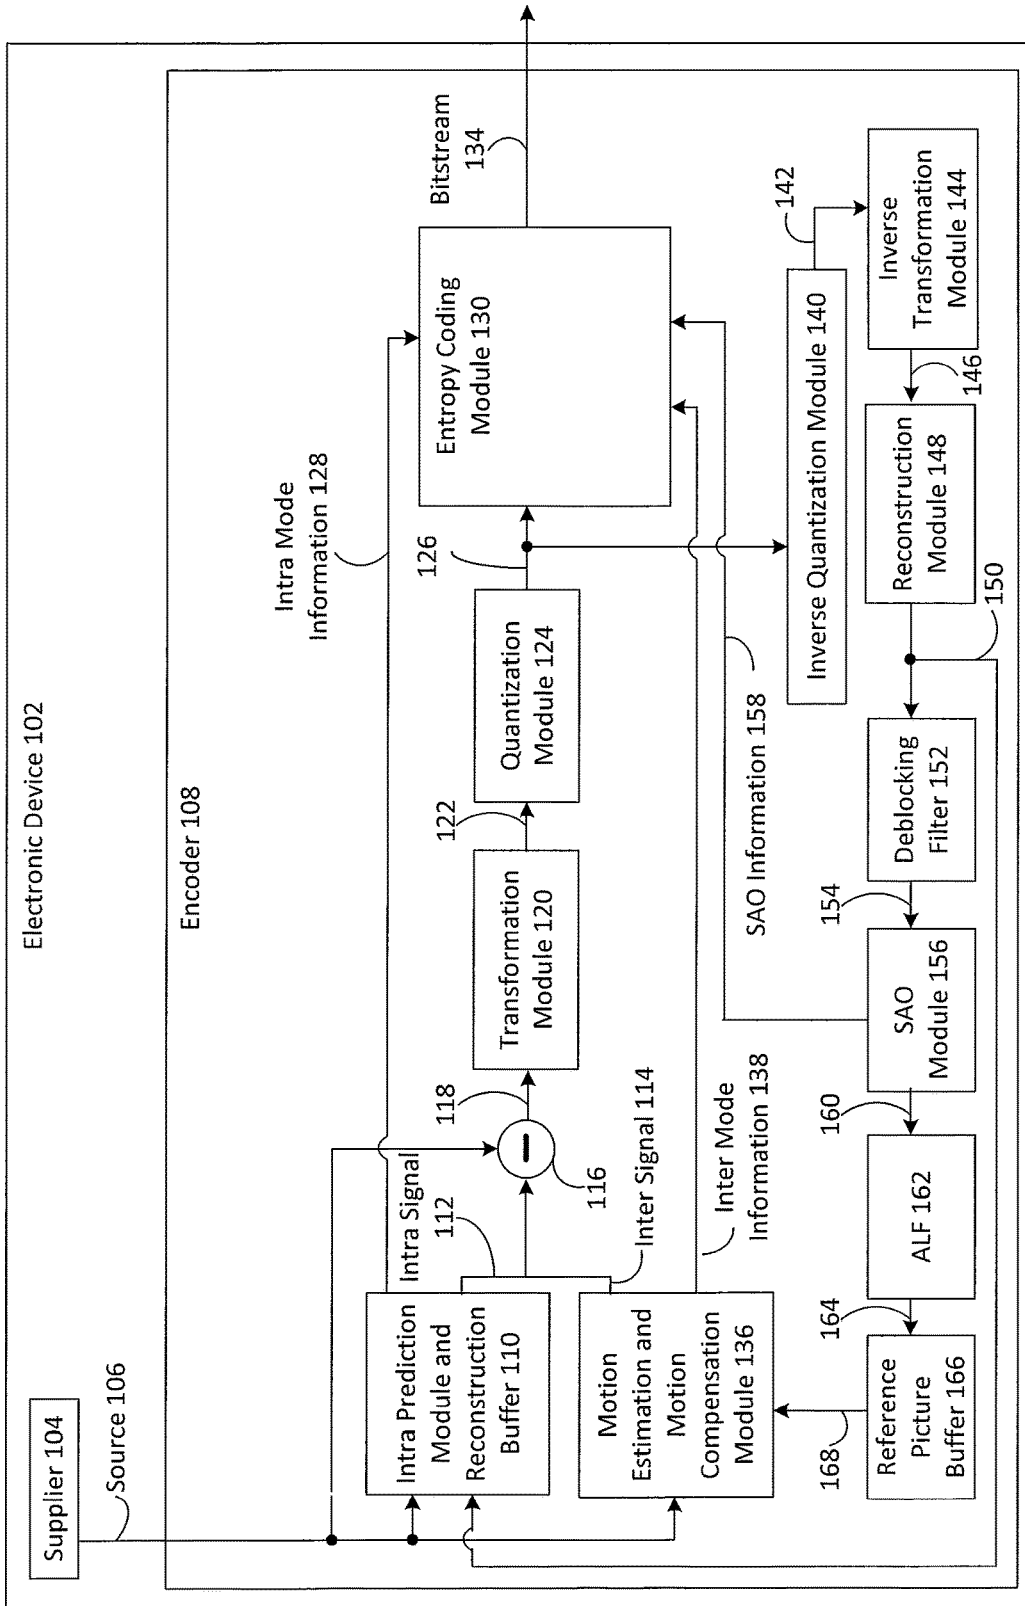 Electronic Device 102
Supplier 104
Source 106
Encoder 108
Intra Mode
Information 128
Intra Prediction
Module and
Reconstruction
Buffer 110
Intra Signal
112
Inter Signal 114
116
118
Transformation
Module 120
122
Quantization
Module 124
126
Entropy Coding
Module 130
Bitstream
134
Motion
Estimation and
Motion
Compensation
Module 136
Inter Mode
Information 138
SAO Information 158
Inverse Quantization Module 140
142
Inverse
Transformation
Module 144
146
Reconstruction
Module 148
150
Deblocking
Filter 152
154
SAO
Module 156
160
ALF 162
164
Reference
Picture
Buffer 166
168